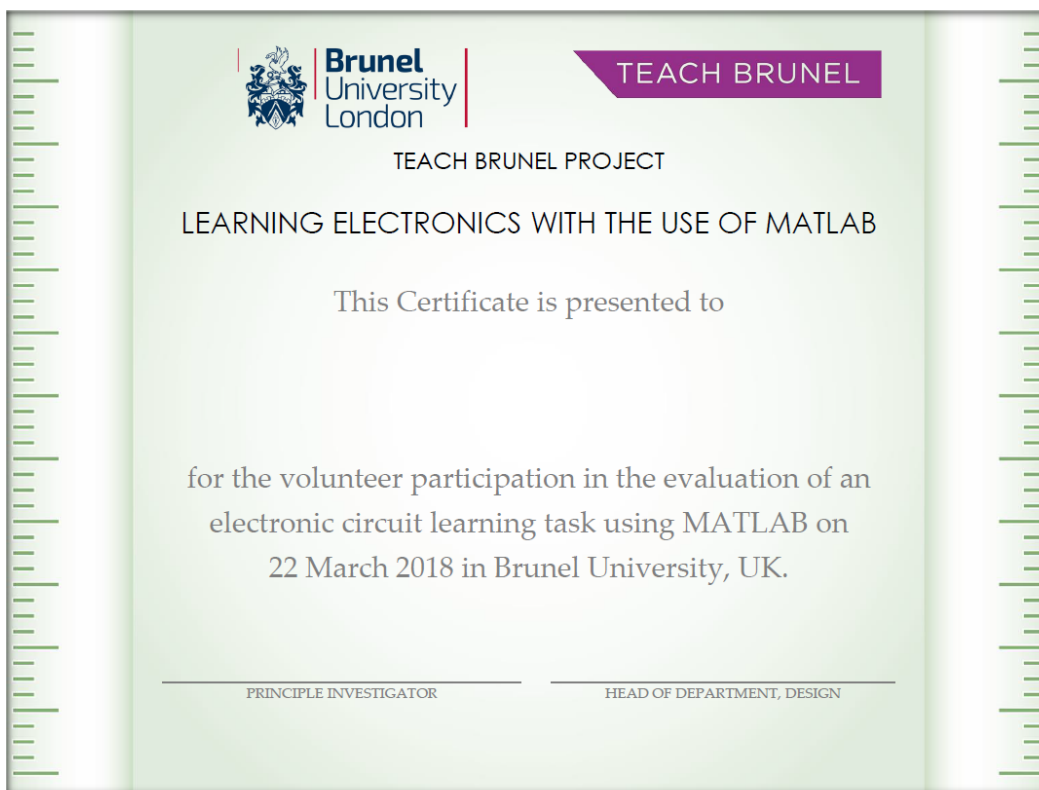 Brunel
University
London
TEACH BRUNEL
TEACH BRUNEL PROJECT
LEARNING ELECTRONICS WITH THE USE OF MATLAB
This Certificate is presented to
for the volunteer participation in the evaluation of an
electronic circuit learning task using MATLAB on
22 March 2018 in Brunel University, UK.
PRINCIPLE INVESTIGATOR
HEAD OF DEPARTMENT, DESIGN